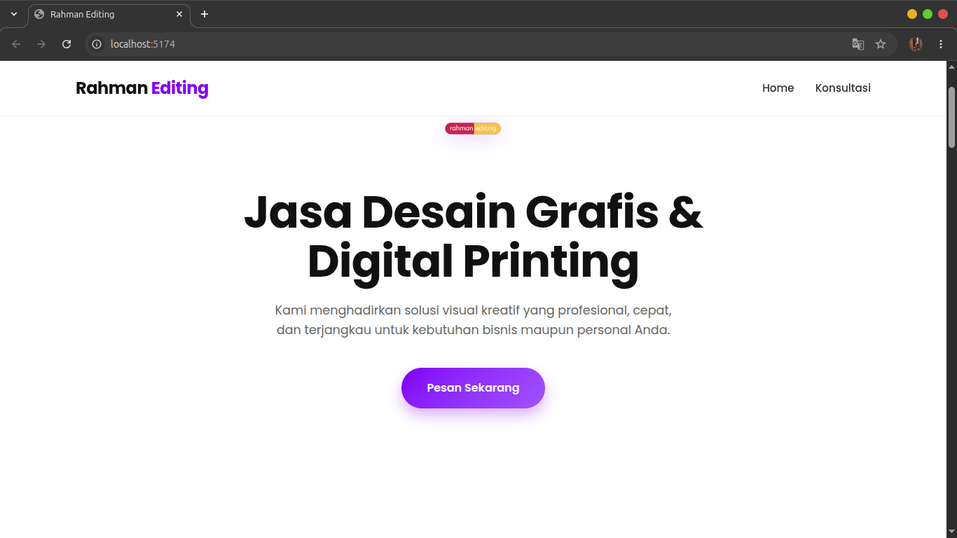 Rahman Editing
localhost:5174
Rahman Editing
Home
Konsultasi
rahman editing
Jasa Desain Grafis &
Digital Printing
Kami menghadirkan solusi visual kreatif yang profesional, cepat,
dan terjangkau untuk kebutuhan bisnis maupun personal Anda.
Pesan Sekarang